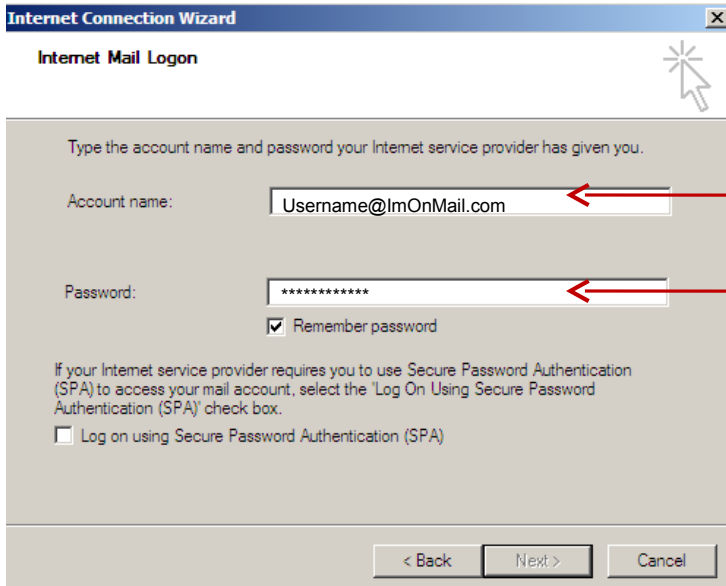 Internet Connection Wizard
Internet Mail Logon
Type the account name and password your Internet service provider has given you.
Account name:
Username@ImOnMail.com
Password:
************
Remember password
If your Internet service provider requires you to use Secure Password Authentication
(SPA) to access your mail account, select the 'Log On Using Secure Password
Authentication (SPA)' check box.
Log on using Secure Password Authentication (SPA)
< Back
Next >
Cancel